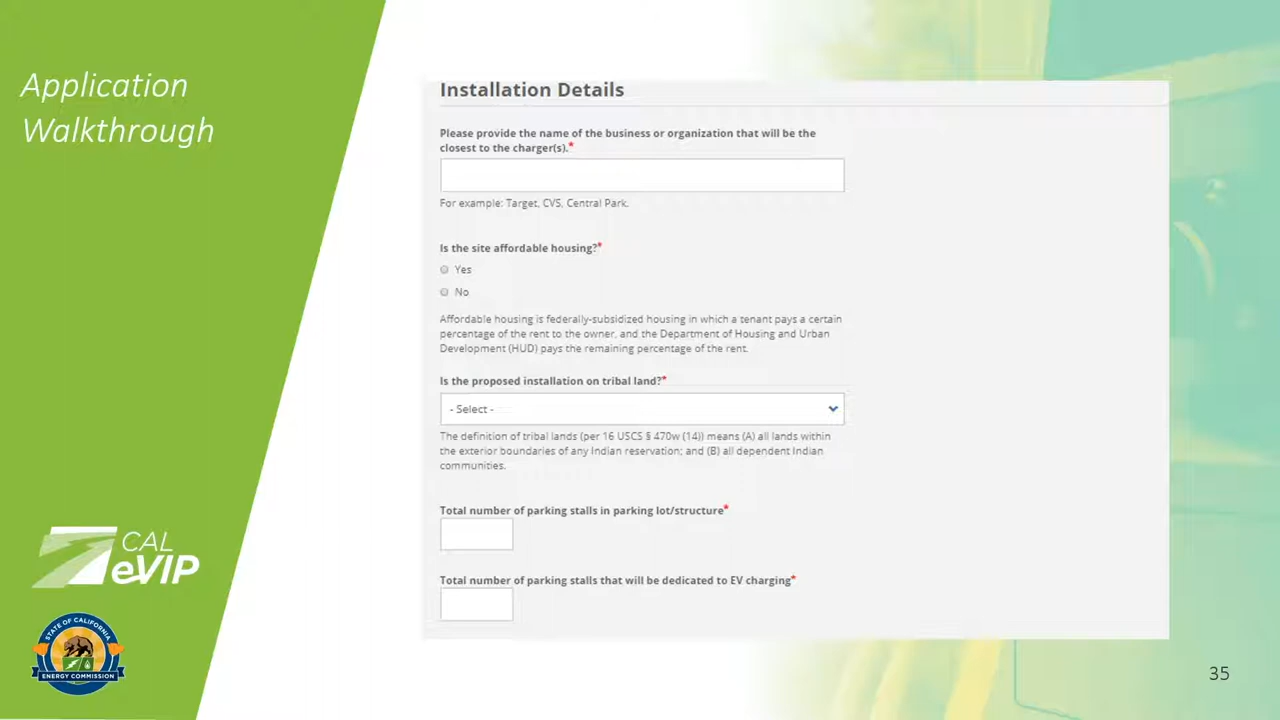 Application
Walkthrough
Installation Details
Please provide the name of the business or organization that will be the
closest to the charger(s).*
For example: Target, CVS, Central Park.
Is the site affordable housing?*
Yes
No
Affordable housing is federally-subsidized housing in which a tenant pays a certain
percentage of the rent to the owner, and the Department of Housing and Urban
Development (HUD) pays the remaining percentage of the rent.
Is the proposed installation on tribal land?*
- Select -
The definition of tribal lands (per 16 USCS § 470w (14)) means (A) all lands within
the exterior boundaries of any Indian reservation; and (B) all dependent Indian
communities.
Total number of parking stalls in parking lot/structure*
Total number of parking stalls that will be dedicated to EV charging*
CAL
eVIP
STATE OF CALIFORNIA
ENERGY COMMISSION
35